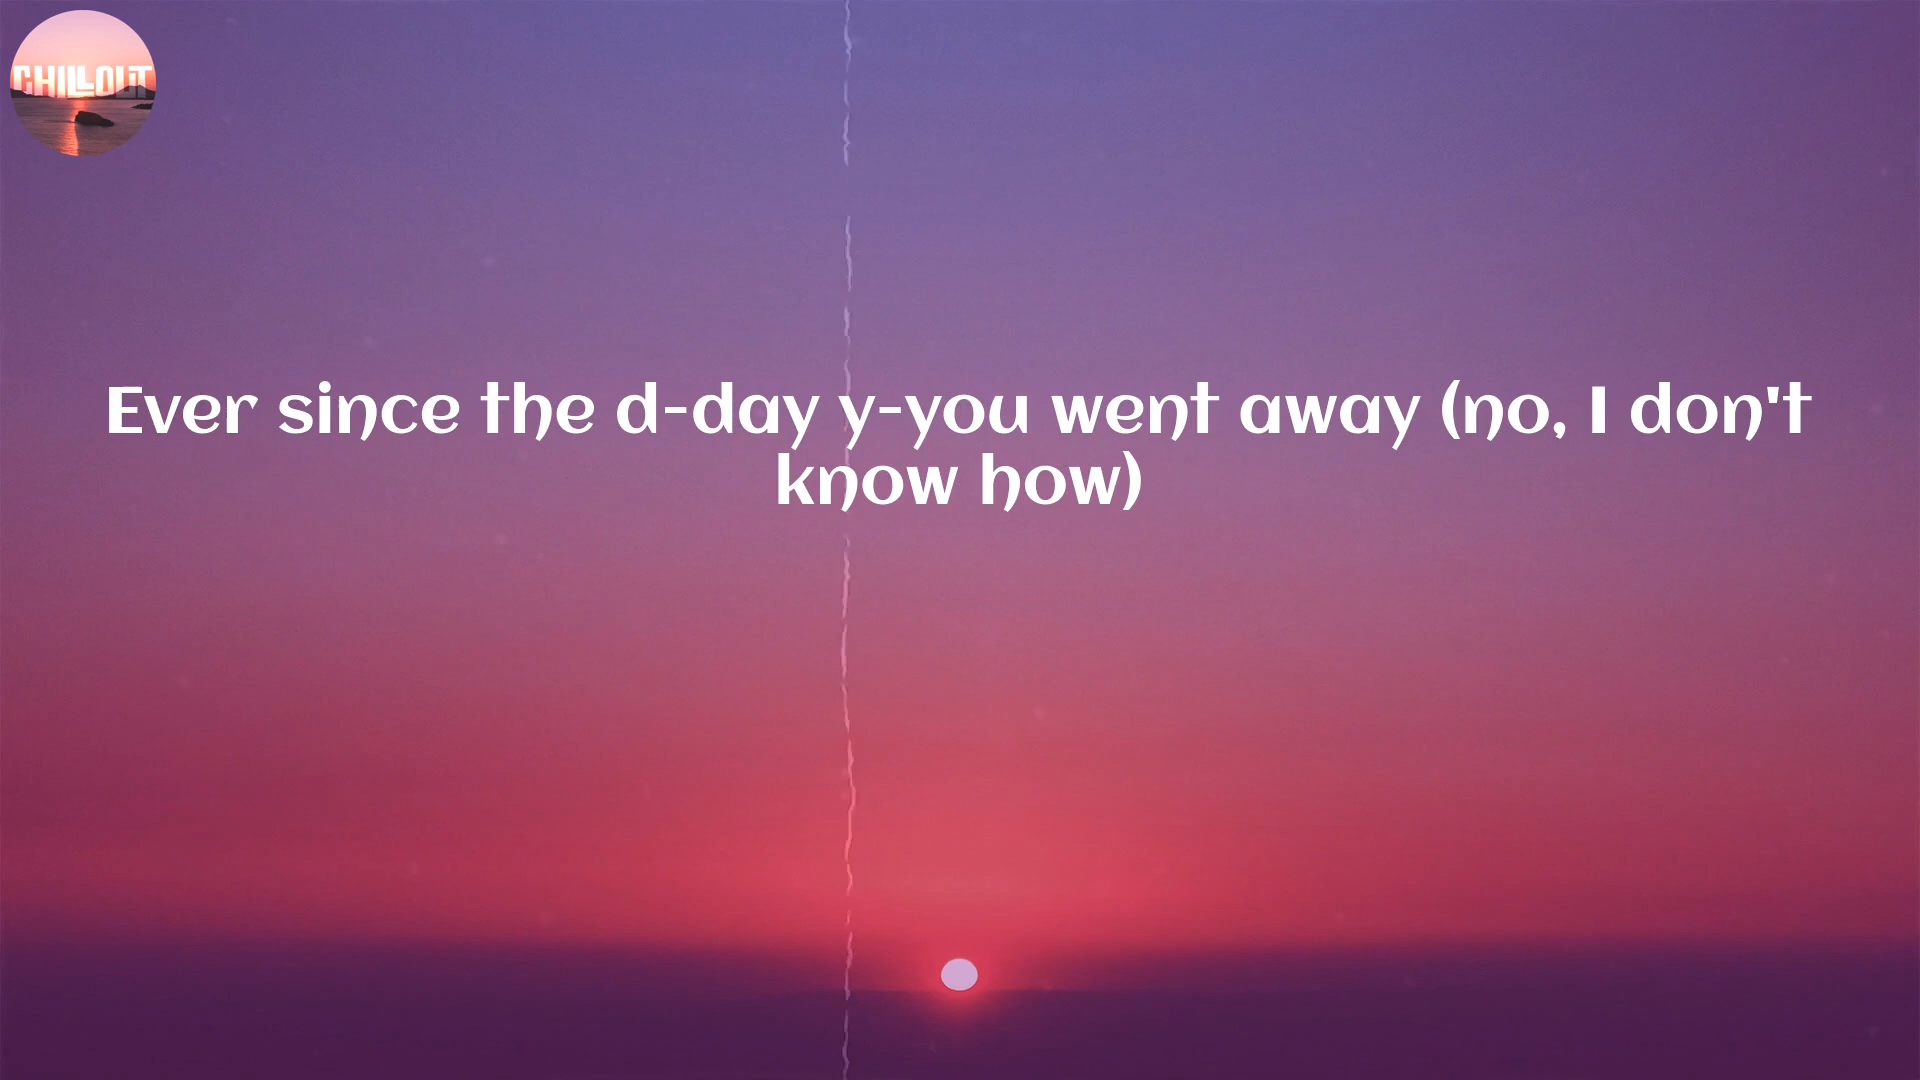 CHILLOUT
Ever since the d-day y-you went away (no, I don't
know how)